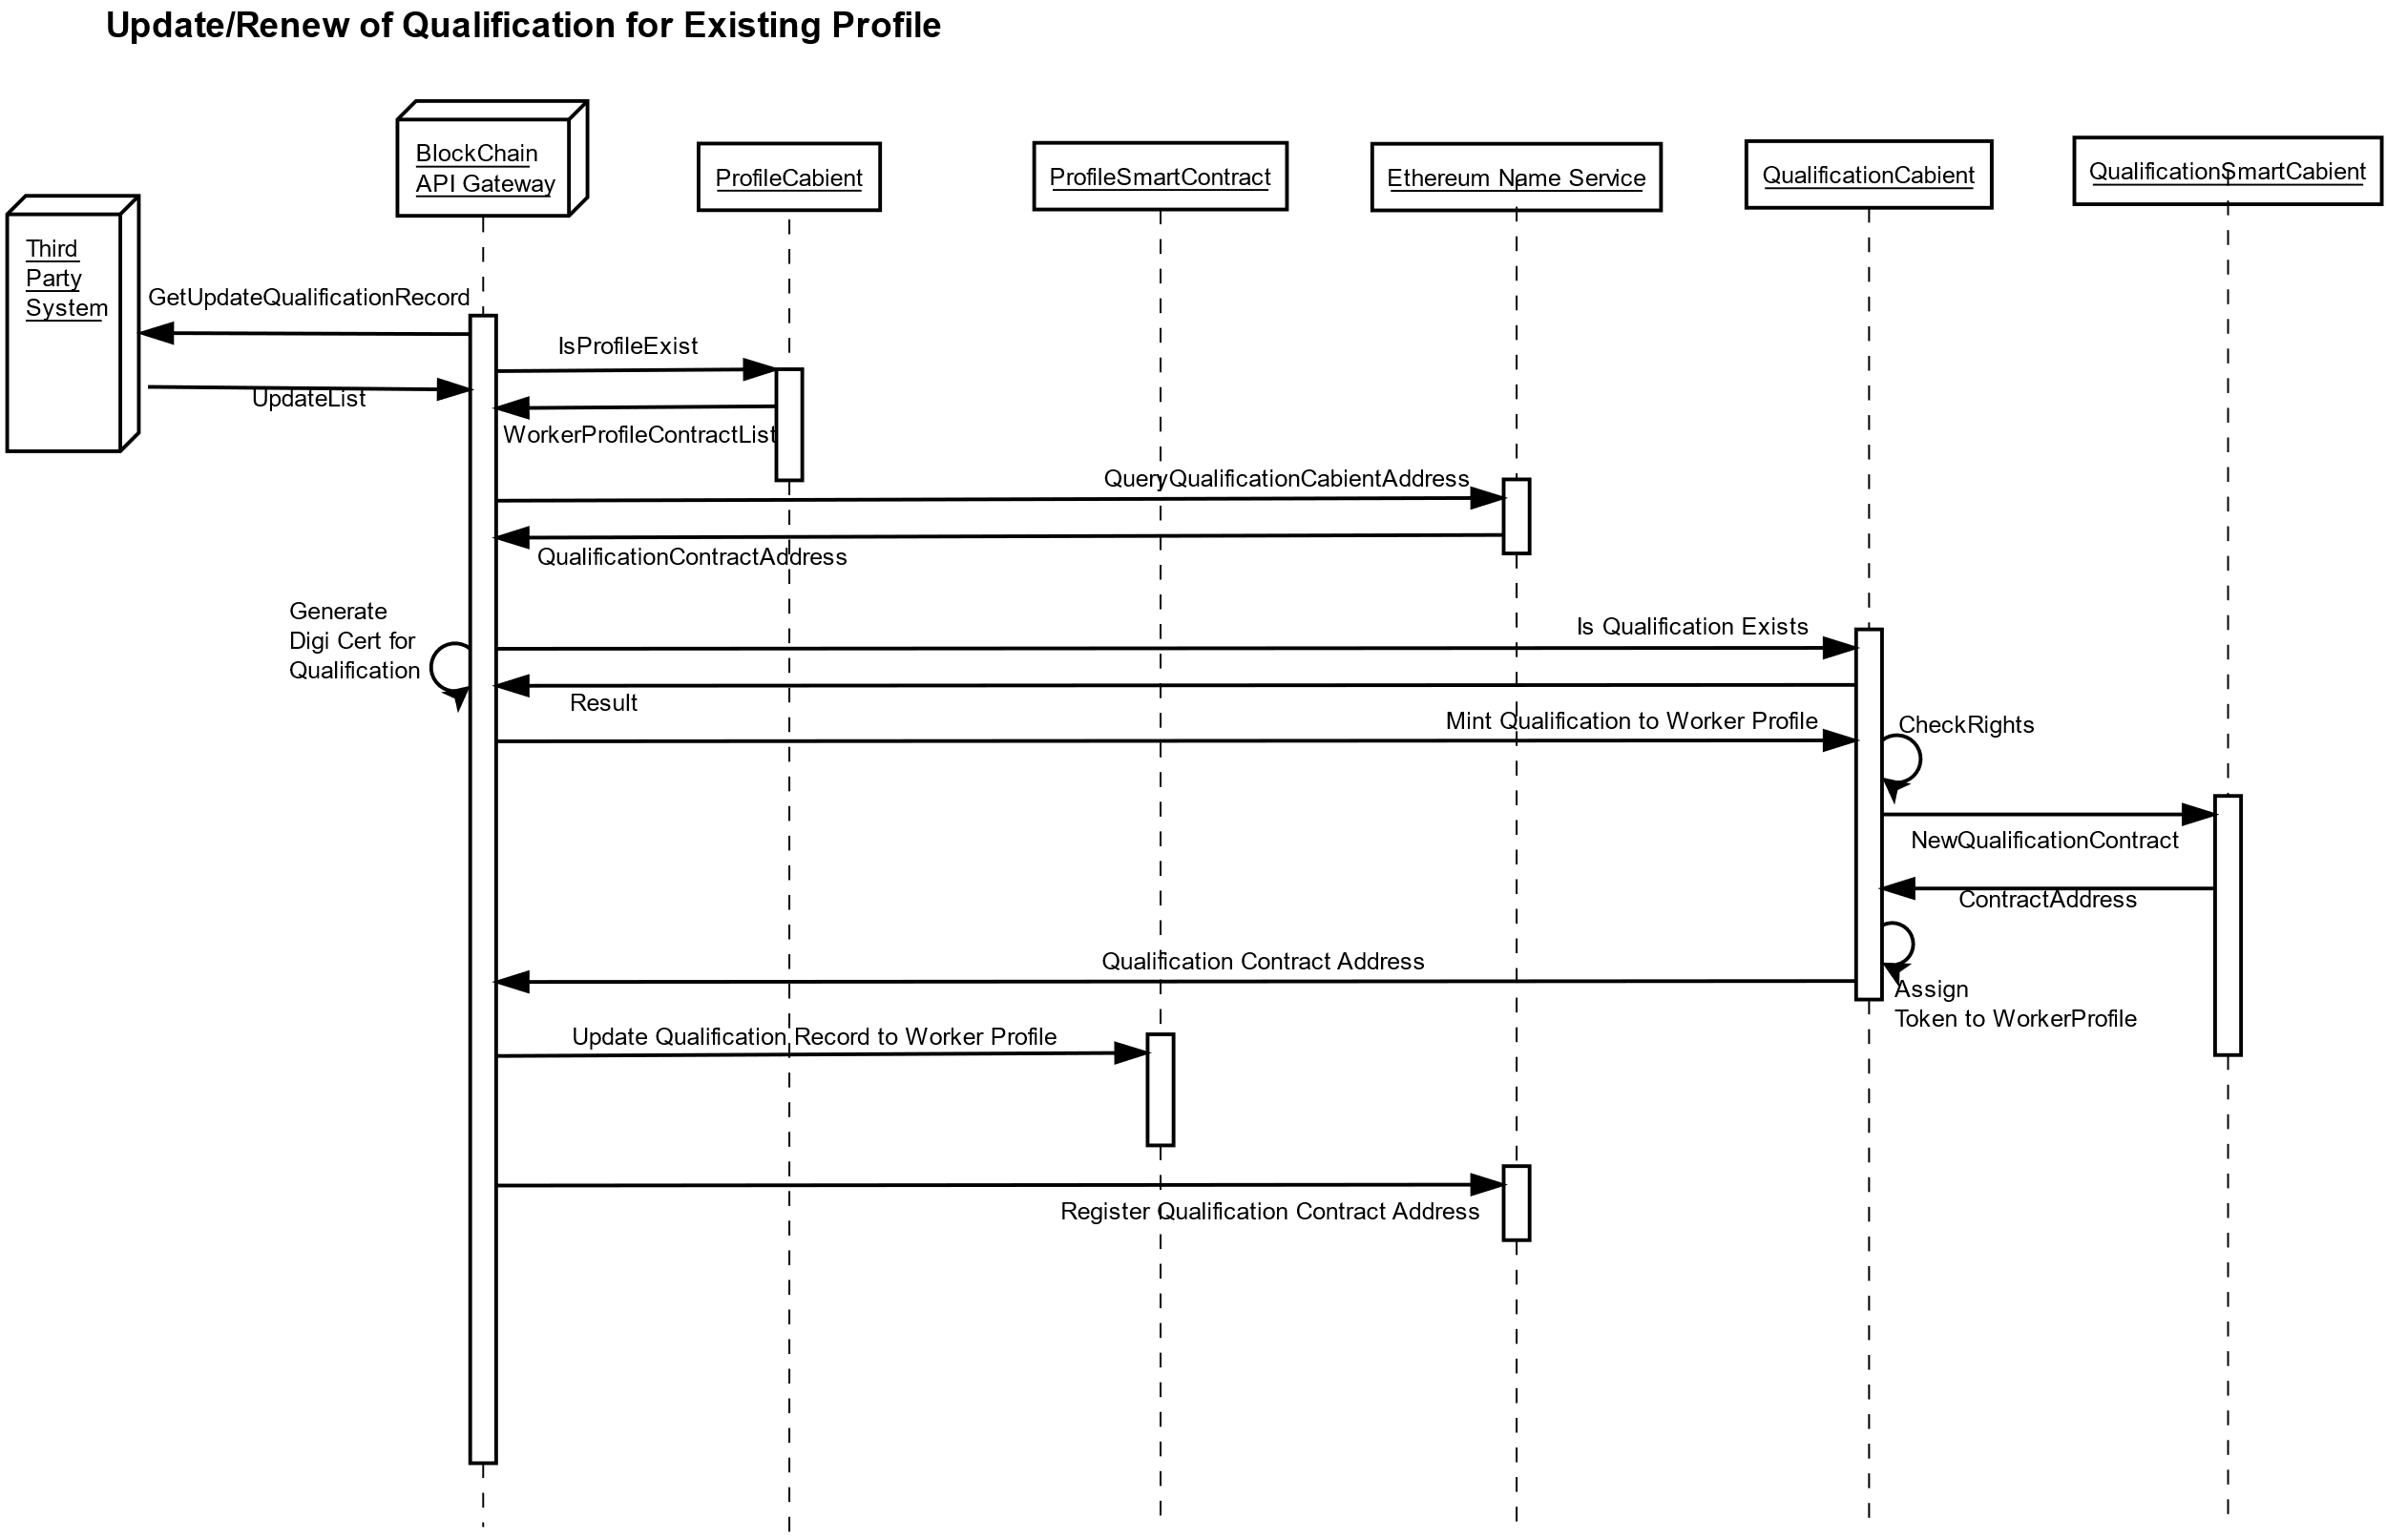 Update/Renew of Qualification for Existing Profile
BlockChain
API Gateway
ProfileCabient
ProfileSmartContract
Ethereum Name Service
QualificationCabient
QualificationSmartCabient
Third
Party
System
GetUpdateQualificationRecord
IsProfileExist
UpdateList
WorkerProfileContractList
QueryQualificationCabientAddress
QualificationContractAddress
Generate
Digi Cert for
Qualification
Is Qualification Exists
Result
Mint Qualification to Worker Profile
CheckRights
NewQualificationContract
ContractAddress
Qualification Contract Address
Assign
Token to WorkerProfile
Update Qualification Record to Worker Profile
Register Qualification Contract Address